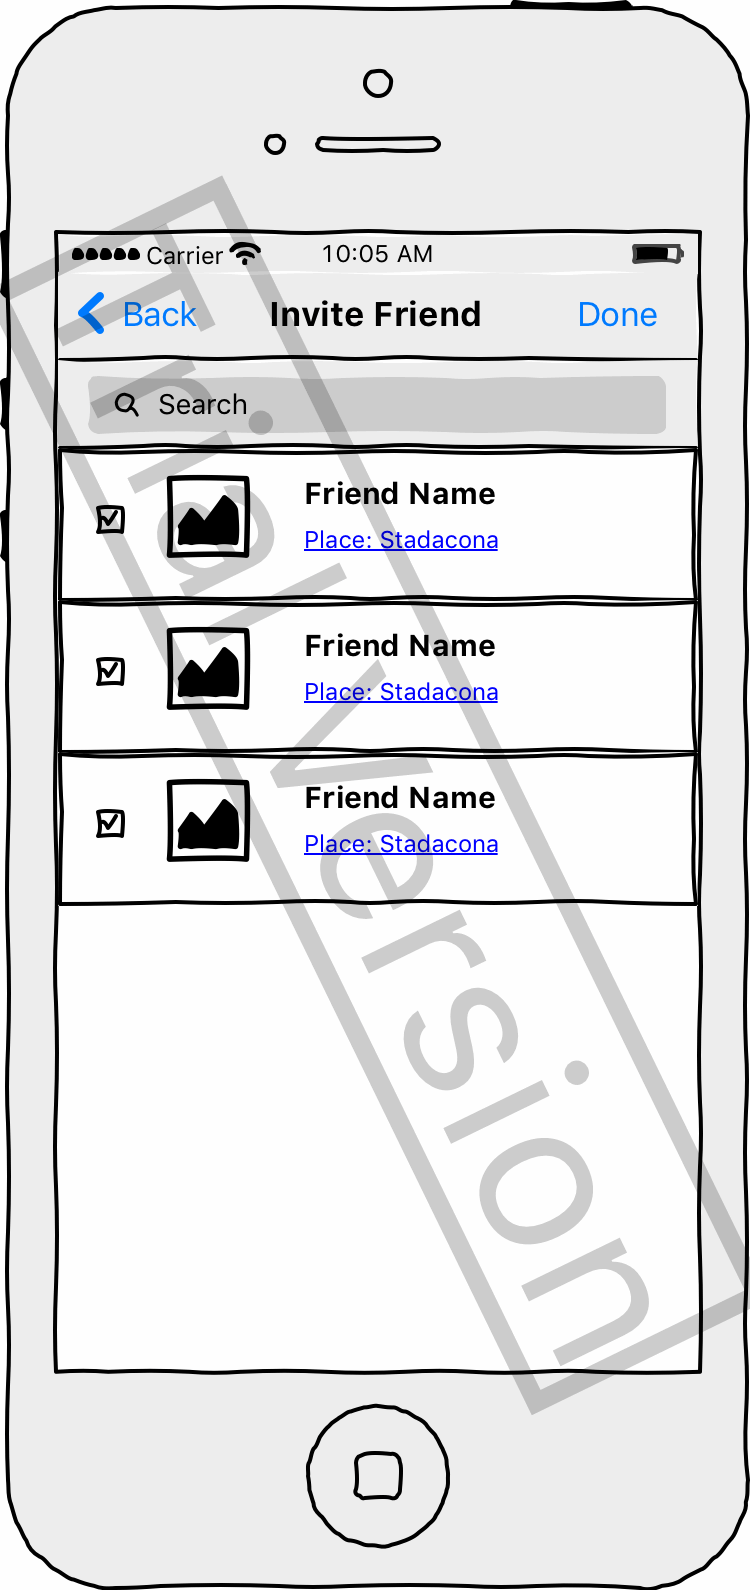 Carrier 10:05 AM
Back Invite Friend Done
Search
Friend Name
Place: Stadacona
Friend Name
Place: Stadacona
Friend Name
Place: Stadacona
Trial Version